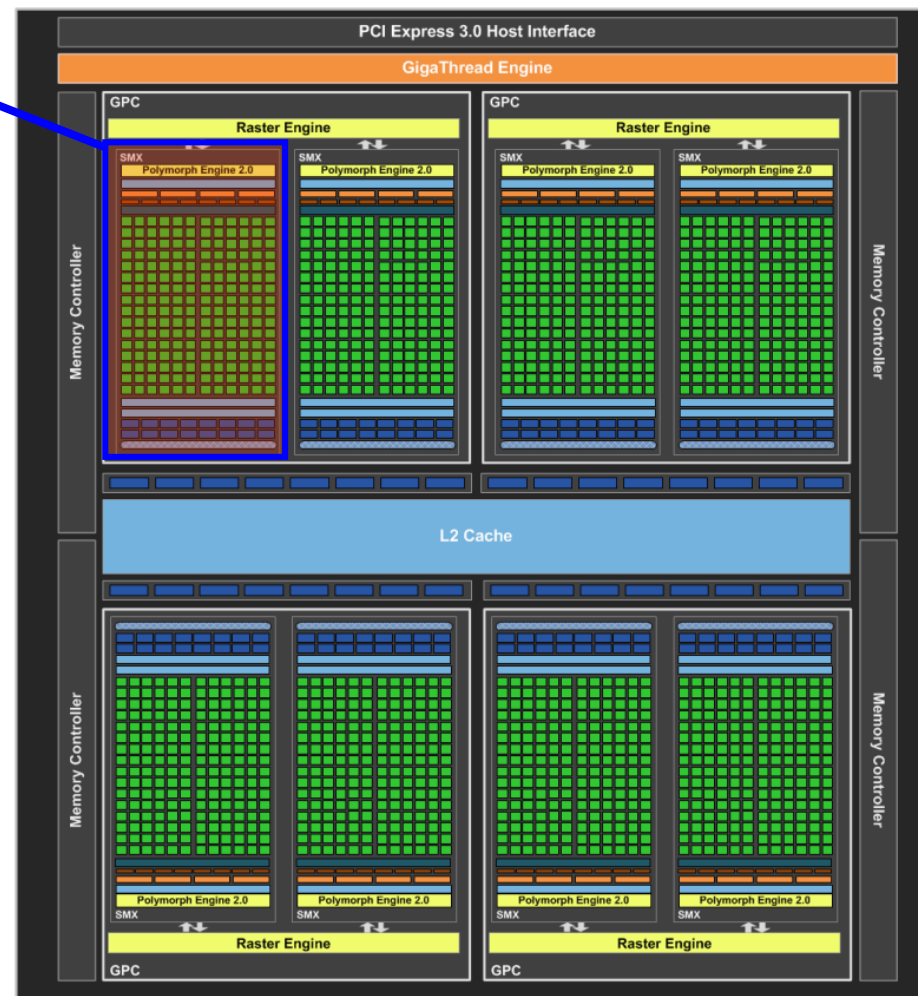 PCI Express 3.0 Host Interface
GigaThread Engine
GPC
Raster Engine
SMX
Polymorph Engine 2.0
SMX
Polymorph Engine 2.0
GPC
Raster Engine
SMX
Polymorph Engine 2.0
SMX
Polymorph Engine 2.0
Memory Controller
Memory Controller
L2 Cache
Memory Controller
Memory Controller
Polymorph Engine 2.0
SMX
Polymorph Engine 2.0
SMX
Raster Engine
GPC
Polymorph Engine 2.0
SMX
Polymorph Engine 2.0
SMX
Raster Engine
GPC